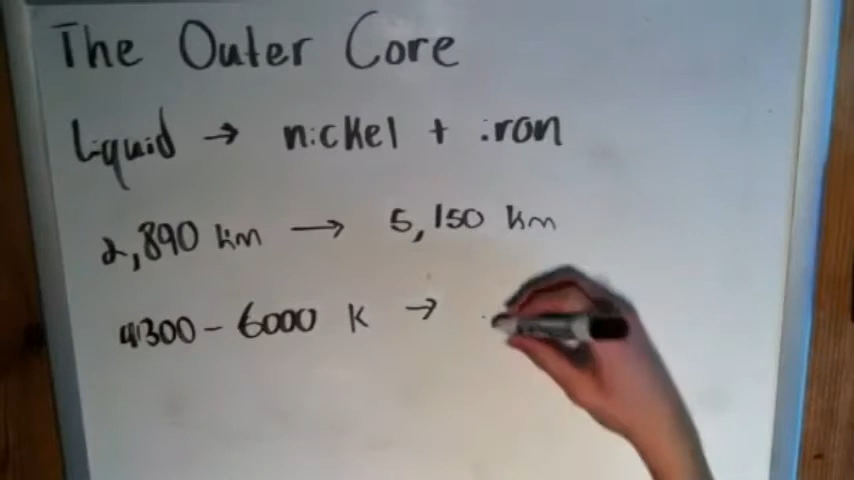 The Outer Core
Liquid → nickel + iron
2,890 km → 5,150 km
4300 - 6000 K →